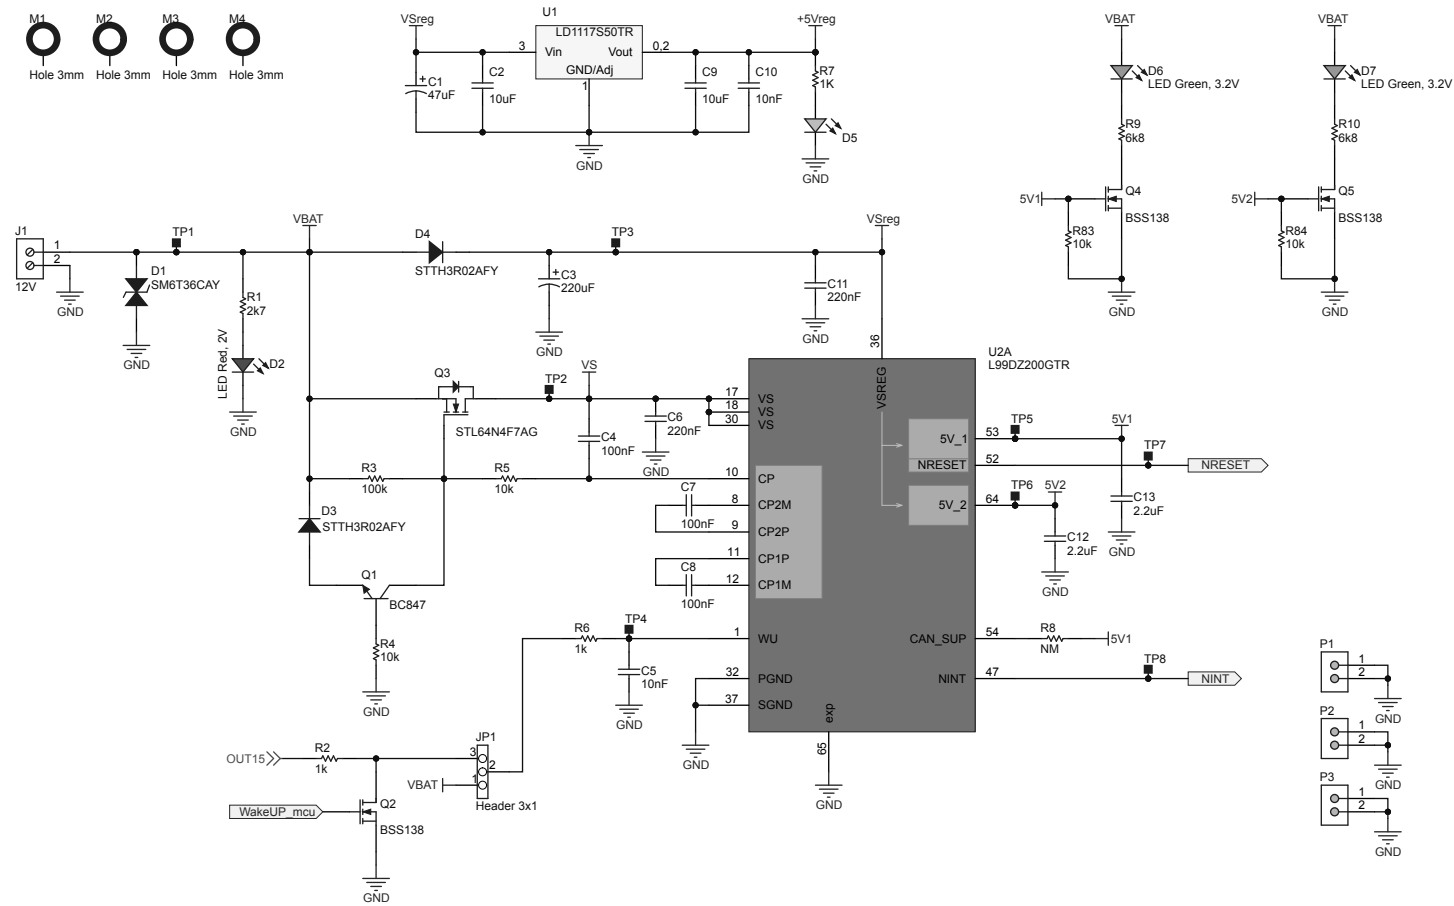 M1
M2
M3
M4
Hole 3mm
Hole 3mm
Hole 3mm
Hole 3mm
VSreg
U1
LD1117S50TR
3
Vin
Vout
0,2
GND/Adj
1
C1
47uF
C2
10uF
C9
10uF
C10
10nF
+5Vreg
R7
1K
D5
GND
GND
VBAT
D6
LED Green, 3.2V
R9
6k8
5V1
Q4
BSS138
R83
10k
GND
VBAT
D7
LED Green, 3.2V
R10
6k8
5V2
Q5
BSS138
R84
10k
GND
J1
1
2
12V
GND
TP1
D1
SM6T36CAY
GND
R1
2k7
LED Red, 2V
D2
GND
VBAT
D4
STTH3R02AFY
TP3
C3
220uF
GND
VSreg
C11
220nF
GND
36
U2A
L99DZ200GTR
Q3
STL64N4F7AG
TP2
VS
C4
100nF
C6
220nF
GND
R3
100k
R5
10k
D3
STTH3R02AFY
Q1
BC847
R4
10k
GND
C7
100nF
C8
100nF
17
VS
18
VS
30
VS
10
CP
8
CP2M
9
CP2P
11
CP1P
12
CP1M
1
WU
32
PGND
37
SGND
exp
65
GND
GND
VSREG
5V_1
NRESET
5V_2
CAN_SUP
NINT
53
TP5
5V1
52
TP7
NRESET
64
TP6
5V2
C13
2.2uF
GND
C12
2.2uF
GND
54
R8
NM
5V1
47
TP8
NINT
R6
1k
TP4
C5
10nF
GND
OUT15
R2
1k
JP1
3
2
1
VBAT
Header 3x1
WakeUP_mcu
Q2
BSS138
GND
P1
1
2
GND
P2
1
2
GND
P3
1
2
GND